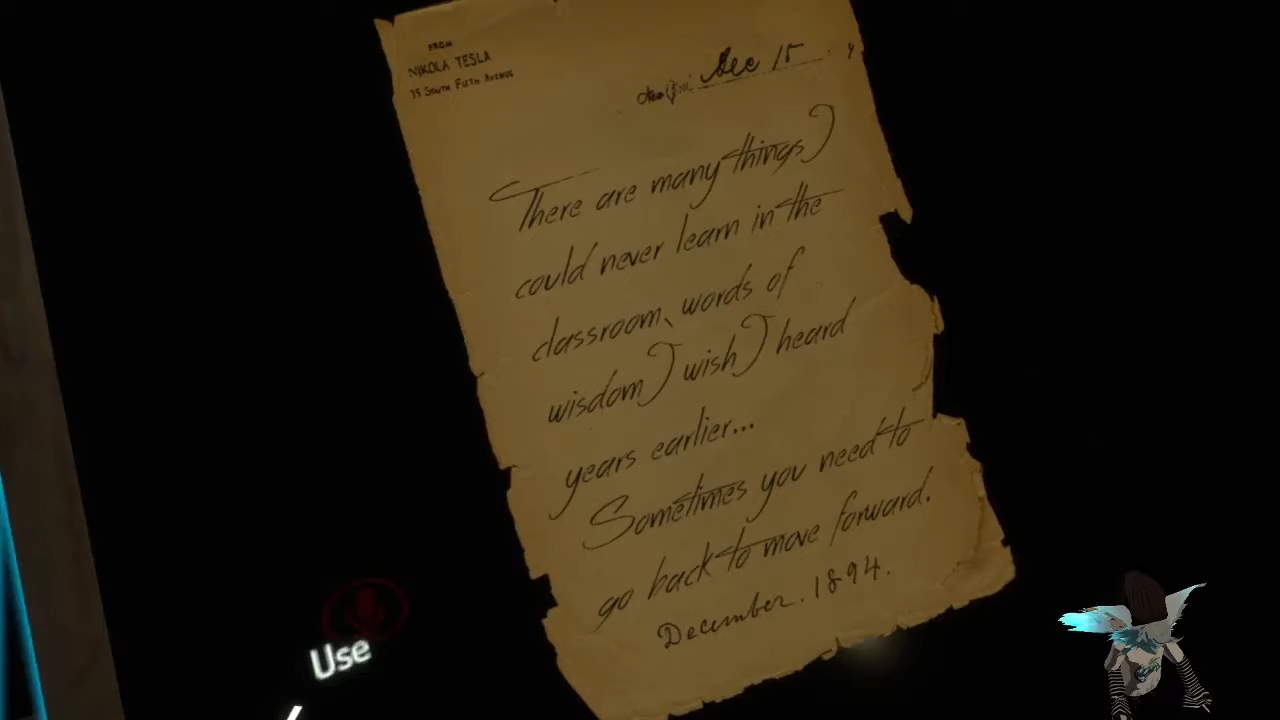 FROM
NIKOLA TESLA
35 SOUTH FIFTH AVENUE
Dec 15
There are many things I
could never learn in the
classroom, words of
wisdom I wish I heard
years earlier...
Sometimes you need to
go back to move forward.
December. 1894.
Use